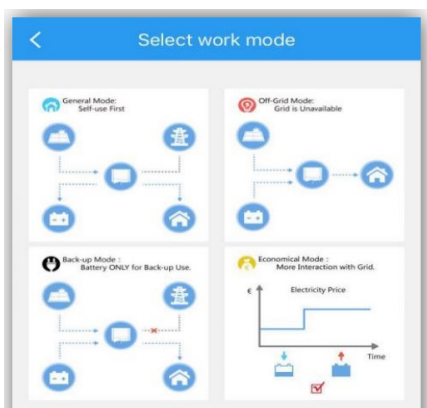 Select work mode
General Mode:
Self-use First
Off-Grid Mode:
Grid is Unavailable
Back-up Mode :
Battery ONLY for Back-up Use.
Economical Mode :
More Interaction with Grid.
€
Electricity Price
Time